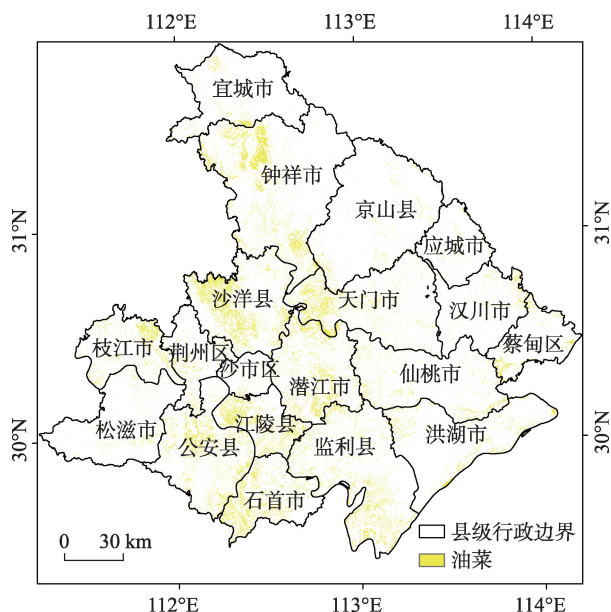 112°E 113°E 114°E
宜城市
钟祥市
京山县
31°N 31°N
应城市
沙洋县 天门市 汉川市
枝江市 荆州区 蔡甸区
沙市区 潜江市 仙桃市
松滋市 江陵县
30°N 公安县 监利县 洪湖市 30°N
石首市
县级行政边界
0 30 km 油菜
112°E 113°E 114°E